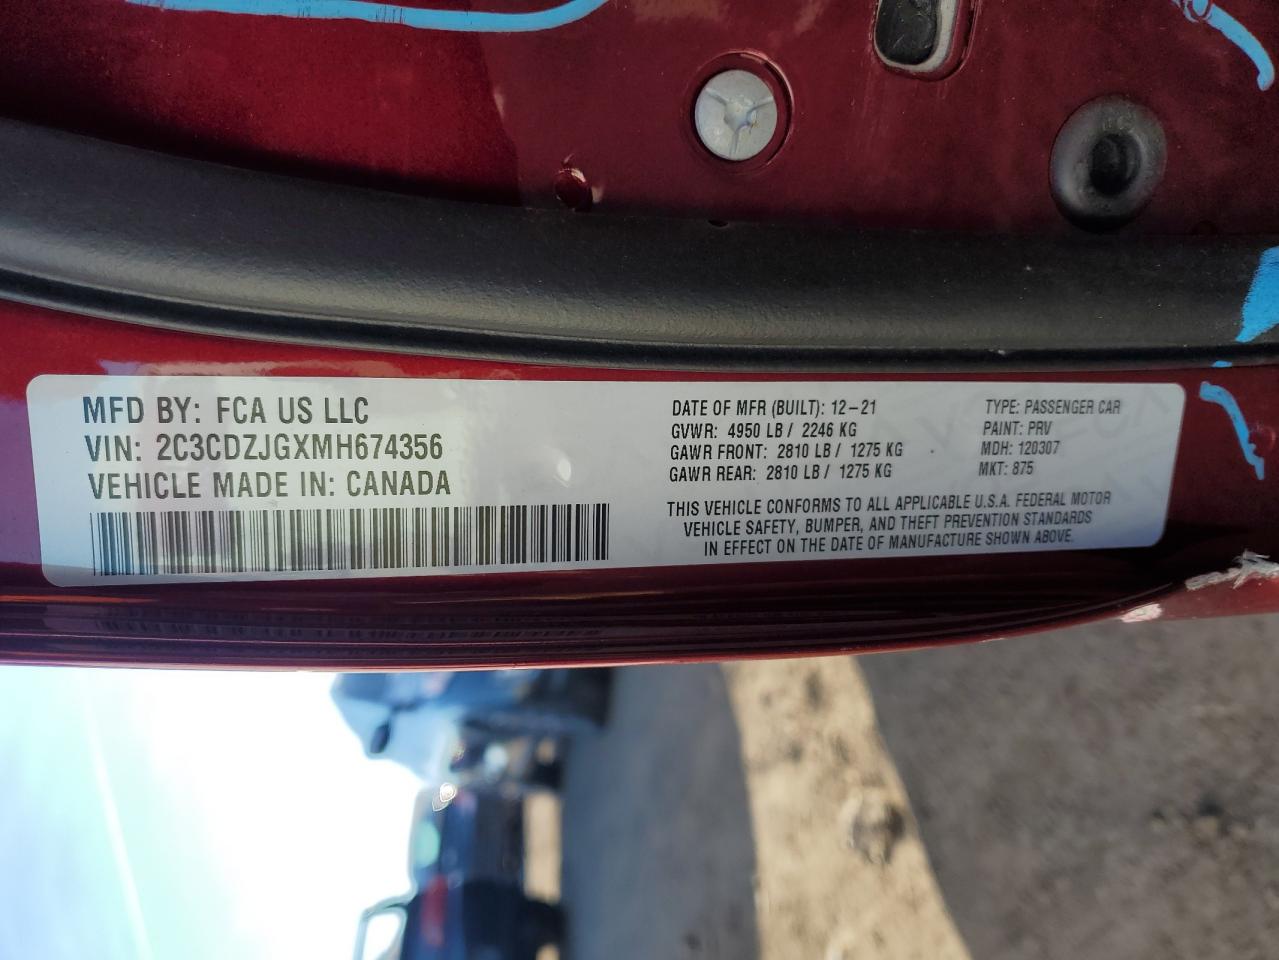 MFD BY: FCA US LLC
VIN: 2C3CDZJGXMH674356
VEHICLE MADE IN: CANADA
DATE OF MFR (BUILT): 12-21
GVWR: 4950 LB / 2246 KG
GAWR FRONT: 2810 LB / 1275 KG
GAWR REAR: 2810 LB / 1275 KG
TYPE: PASSENGER CAR
PAINT: PRV
MDH: 120307
MKT: 875
THIS VEHICLE CONFORMS TO ALL APPLICABLE U.S.A. FEDERAL MOTOR
VEHICLE SAFETY, BUMPER, AND THEFT PREVENTION STANDARDS
IN EFFECT ON THE DATE OF MANUFACTURE SHOWN ABOVE.